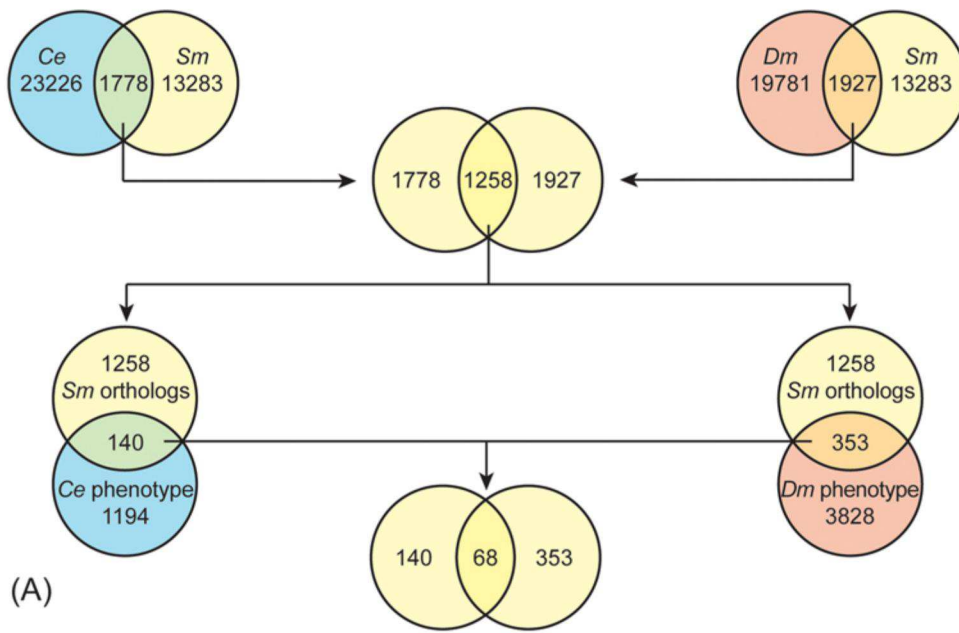 Ce
23226
1778
Sm
13283
Dm
19781
1927
Sm
13283
1778
1258
1927
1258
Sm orthologs
140
Ce phenotype
1194
1258
Sm orthologs
353
Dm phenotype
3828
140
68
353
(A)